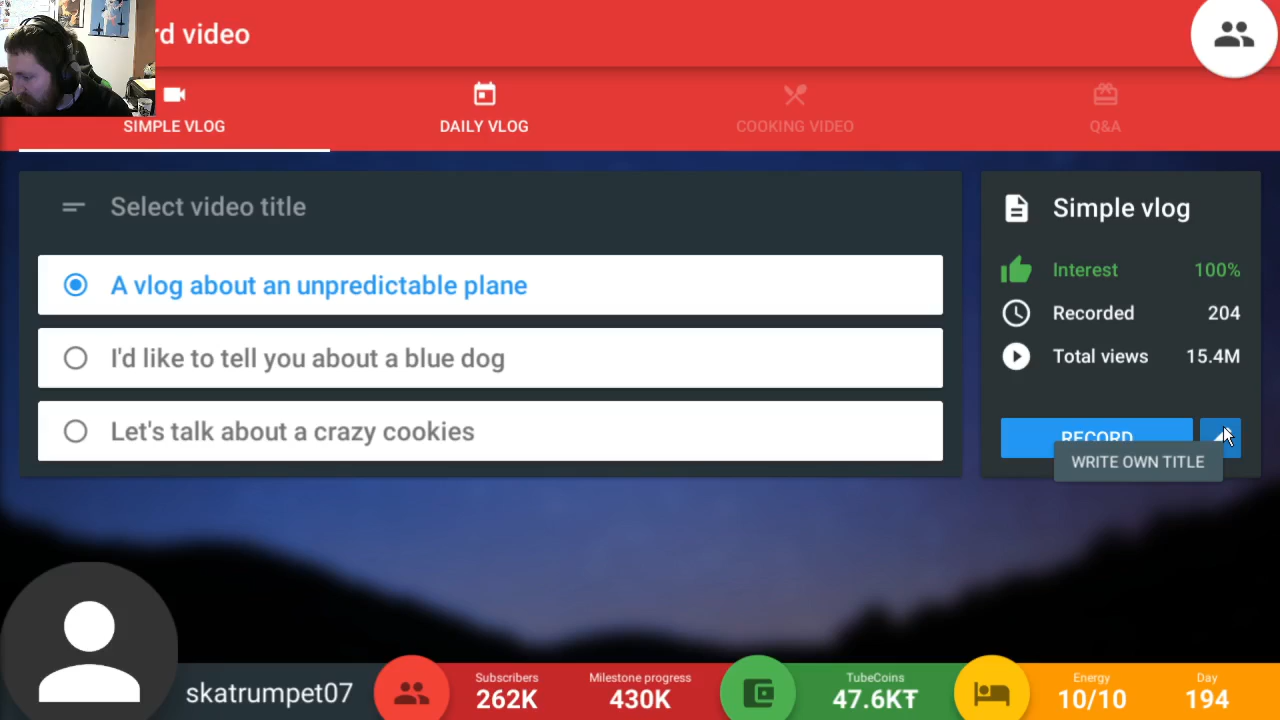 rd video
SIMPLE VLOG
DAILY VLOG
COOKING VIDEO
Q&A
Select video title
A vlog about an unpredictable plane
I'd like to tell you about a blue dog
Let's talk about a crazy cookies
Simple vlog
Interest 100%
Recorded 204
Total views 15.4M
RECORD
WRITE OWN TITLE
skatrumpet07
Subscribers
262K
Milestone progress
430K
TubeCoins
47.6KŦ
Energy
10/10
Day
194